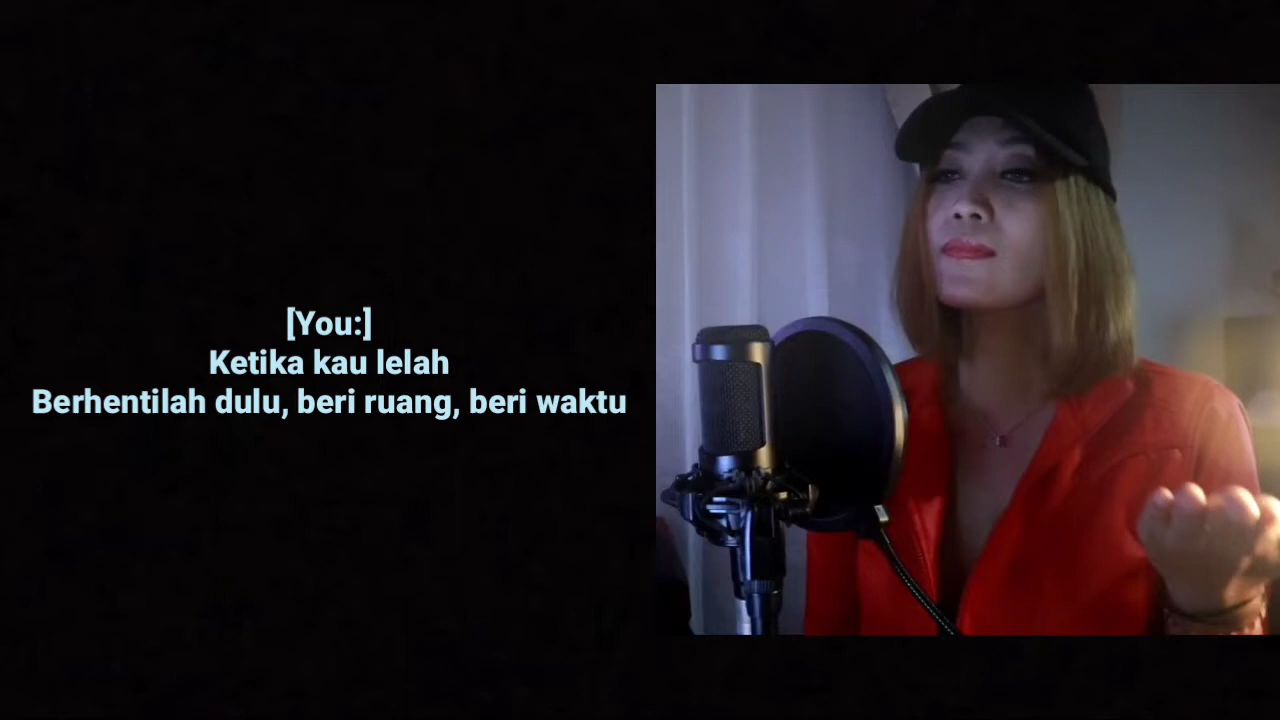 [You:]
Ketika kau lelah
Berhentilah dulu, beri ruang, beri waktu